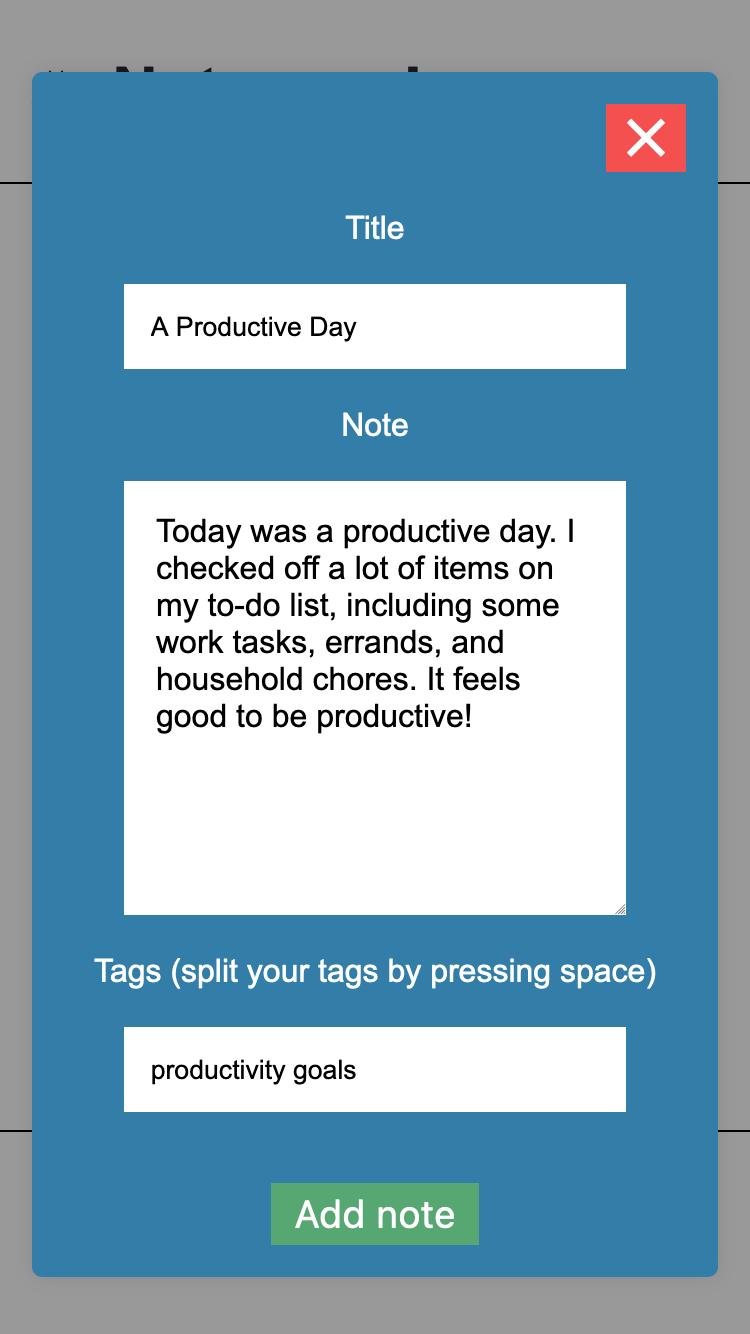 Title
A Productive Day
Note
Today was a productive day. I
checked off a lot of items on
my to-do list, including some
work tasks, errands, and
household chores. It feels
good to be productive!
Tags (split your tags by pressing space)
productivity goals
Add note